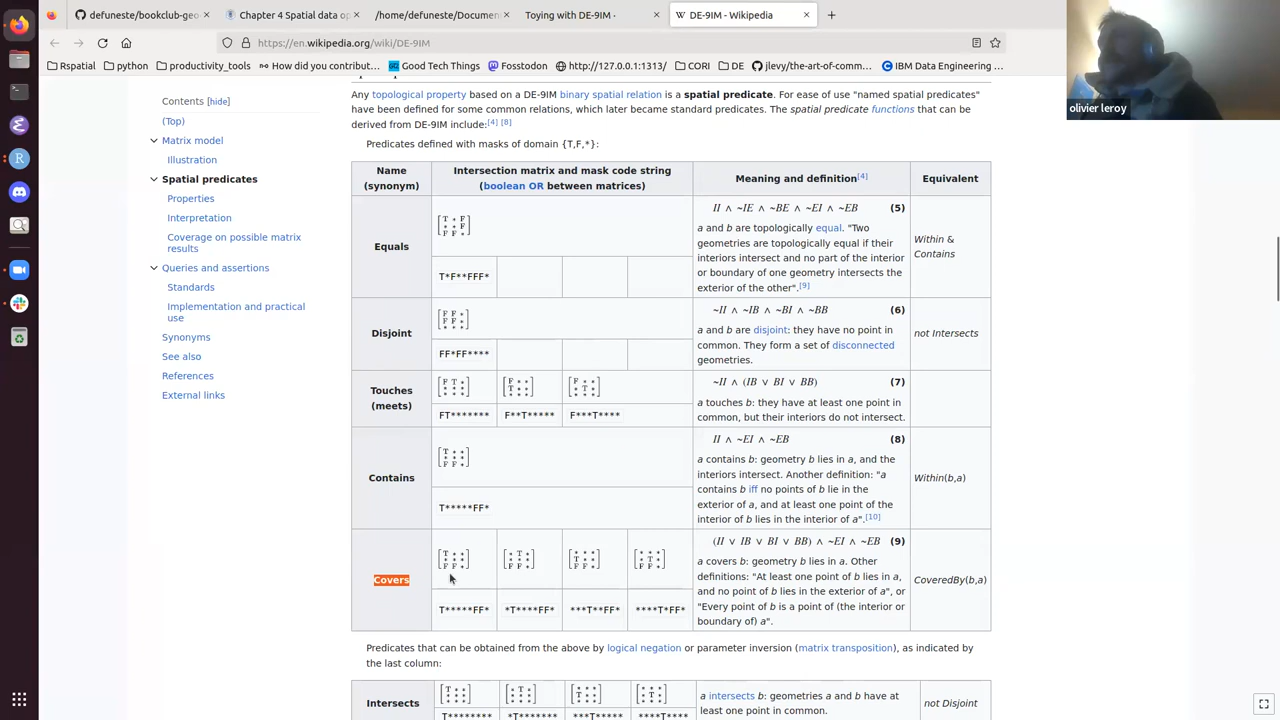 defuneste/bookclub-geo
Chapter 4 Spatial data op
/home/defuneste/Documen
Toying with DE-9IM ·
DE-9IM - Wikipedia
https://en.wikipedia.org/wiki/DE-9IM
Rspatial
python
productivity_tools
How did you contribut...
Good Tech Things
Fosstodon
http://127.0.0.1:1313/
CORI
DE
jlevy/the-art-of-comm...
IBM Data Engineering ...
olivier leroy
Contents [hide]
(Top)
Matrix model
Illustration
Spatial predicates
Properties
Interpretation
Coverage on possible matrix
results
Queries and assertions
Standards
Implementation and practical
use
Synonyms
See also
References
External links
Any topological property based on a DE-9IM binary spatial relation is a spatial predicate. For ease of use "named spatial predicates"
have been defined for some common relations, which later became standard predicates. The spatial predicate functions that can be
derived from DE-9IM include:[4] [8]
Predicates defined with masks of domain {T,F,*}:
Name
(synonym)
Intersection matrix and mask code string
(boolean OR between matrices)
Meaning and definition[4]
Equivalent
Equals
T*F**FFF*
II ∧ ~IE ∧ ~BE ∧ ~EI ∧ ~EB (5)
a and b are topologically equal. "Two
geometries are topologically equal if their
interiors intersect and no part of the interior
or boundary of one geometry intersects the
exterior of the other".[9]
Within &
Contains
Disjoint
FF*FF****
~II ∧ ~IB ∧ ~BI ∧ ~BB (6)
a and b are disjoint: they have no point in
common. They form a set of disconnected
geometries.
not Intersects
Touches
(meets)
FT******* F**T***** F***T****
~II ∧ (IB ∨ BI ∨ BB) (7)
a touches b: they have at least one point in
common, but their interiors do not intersect.
Contains
T*****FF*
II ∧ ~EI ∧ ~EB (8)
a contains b: geometry b lies in a, and the
interiors intersect. Another definition: "a
contains b iff no points of b lie in the
exterior of a, and at least one point of the
interior of b lies in the interior of a".[10]
Within(b,a)
Covers
T*****FF* *T****FF* ***T**FF* ****T*FF*
(II ∨ IB ∨ BI ∨ BB) ∧ ~EI ∧ ~EB (9)
a covers b: geometry b lies in a. Other
definitions: "At least one point of b lies in a,
and no point of b lies in the exterior of a", or
"Every point of b is a point of (the interior or
boundary of) a".
CoveredBy(b,a)
Predicates that can be obtained from the above by logical negation or parameter inversion (matrix transposition), as indicated by
the last column:
Intersects
T******** *T******* ***T***** ****T****
a intersects b: geometries a and b have at
least one point in common.
not Disjoint